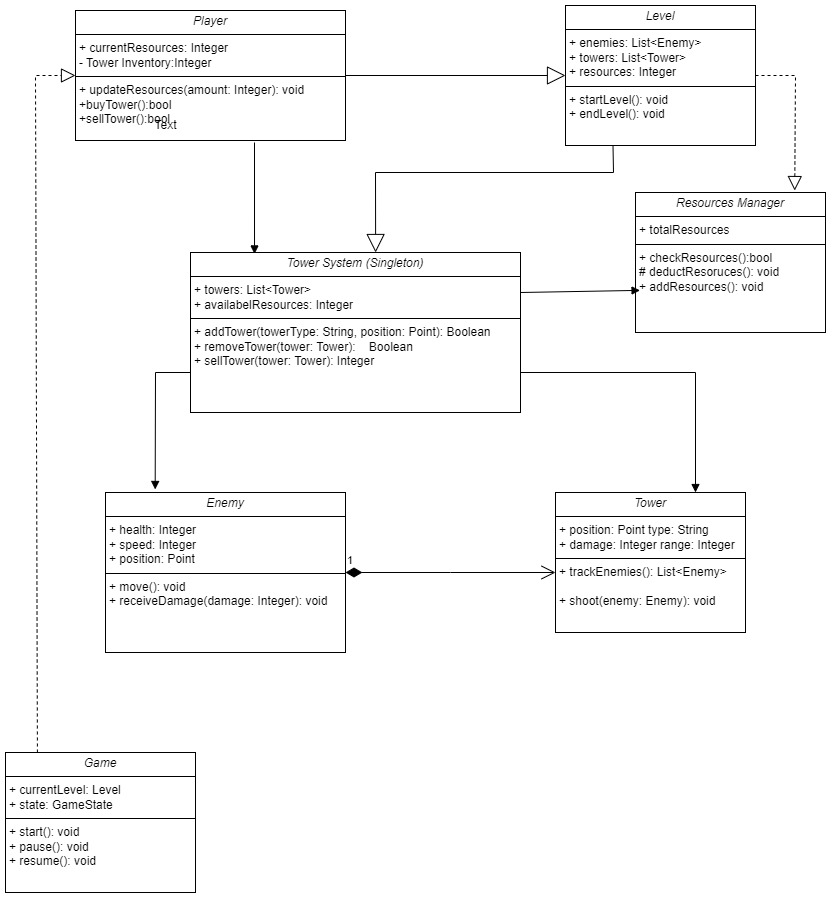 Player
+ currentResources: Integer
- Tower Inventory:Integer
+ updateResources(amount: Integer): void
+buyTower():bool
+sellTower():bool
Text
Level
+ enemies: List<Enemy>
+ towers: List<Tower>
+ resources: Integer
+ startLevel(): void
+ endLevel(): void
Resources Manager
+ totalResources
+ checkResources():bool
# deductResoruces(): void
+ addResources(): void
Tower System (Singleton)
+ towers: List<Tower>
+ availabelResources: Integer
+ addTower(towerType: String, position: Point): Boolean
+ removeTower(tower: Tower): Boolean
+ sellTower(tower: Tower): Integer
Enemy
+ health: Integer
+ speed: Integer
+ position: Point
+ move(): void
+ receiveDamage(damage: Integer): void
1
Tower
+ position: Point type: String
+ damage: Integer range: Integer
+ trackEnemies(): List<Enemy>
+ shoot(enemy: Enemy): void
Game
+ currentLevel: Level
+ state: GameState
+ start(): void
+ pause(): void
+ resume(): void